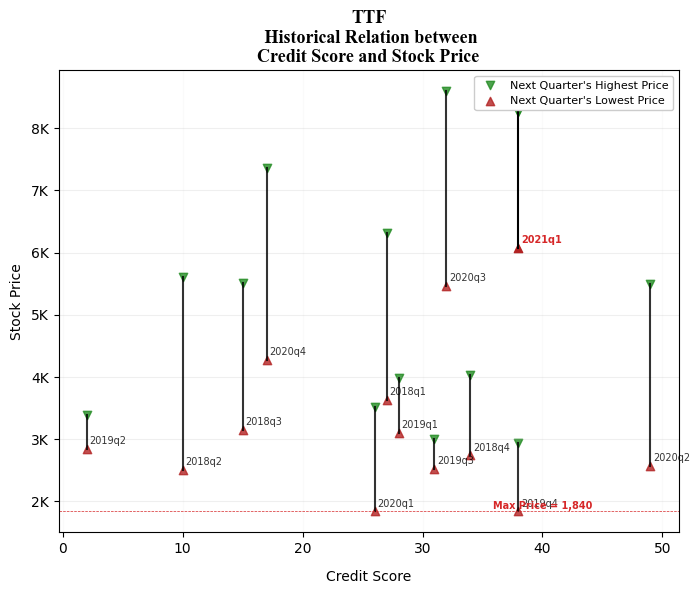 TTF
Historical Relation between
Credit Score and Stock Price
Next Quarter's Highest Price
Next Quarter's Lowest Price
8K
7K
6K
5K
4K
3K
2K
Stock Price
2021q1
2020q3
2020q4
2018q1
2019q1
2019q2
2018q3
2018q4
2019q3
2018q2
2020q2
2020q1
2019q4
Max Price = 1,840
0
10
20
30
40
50
Credit Score